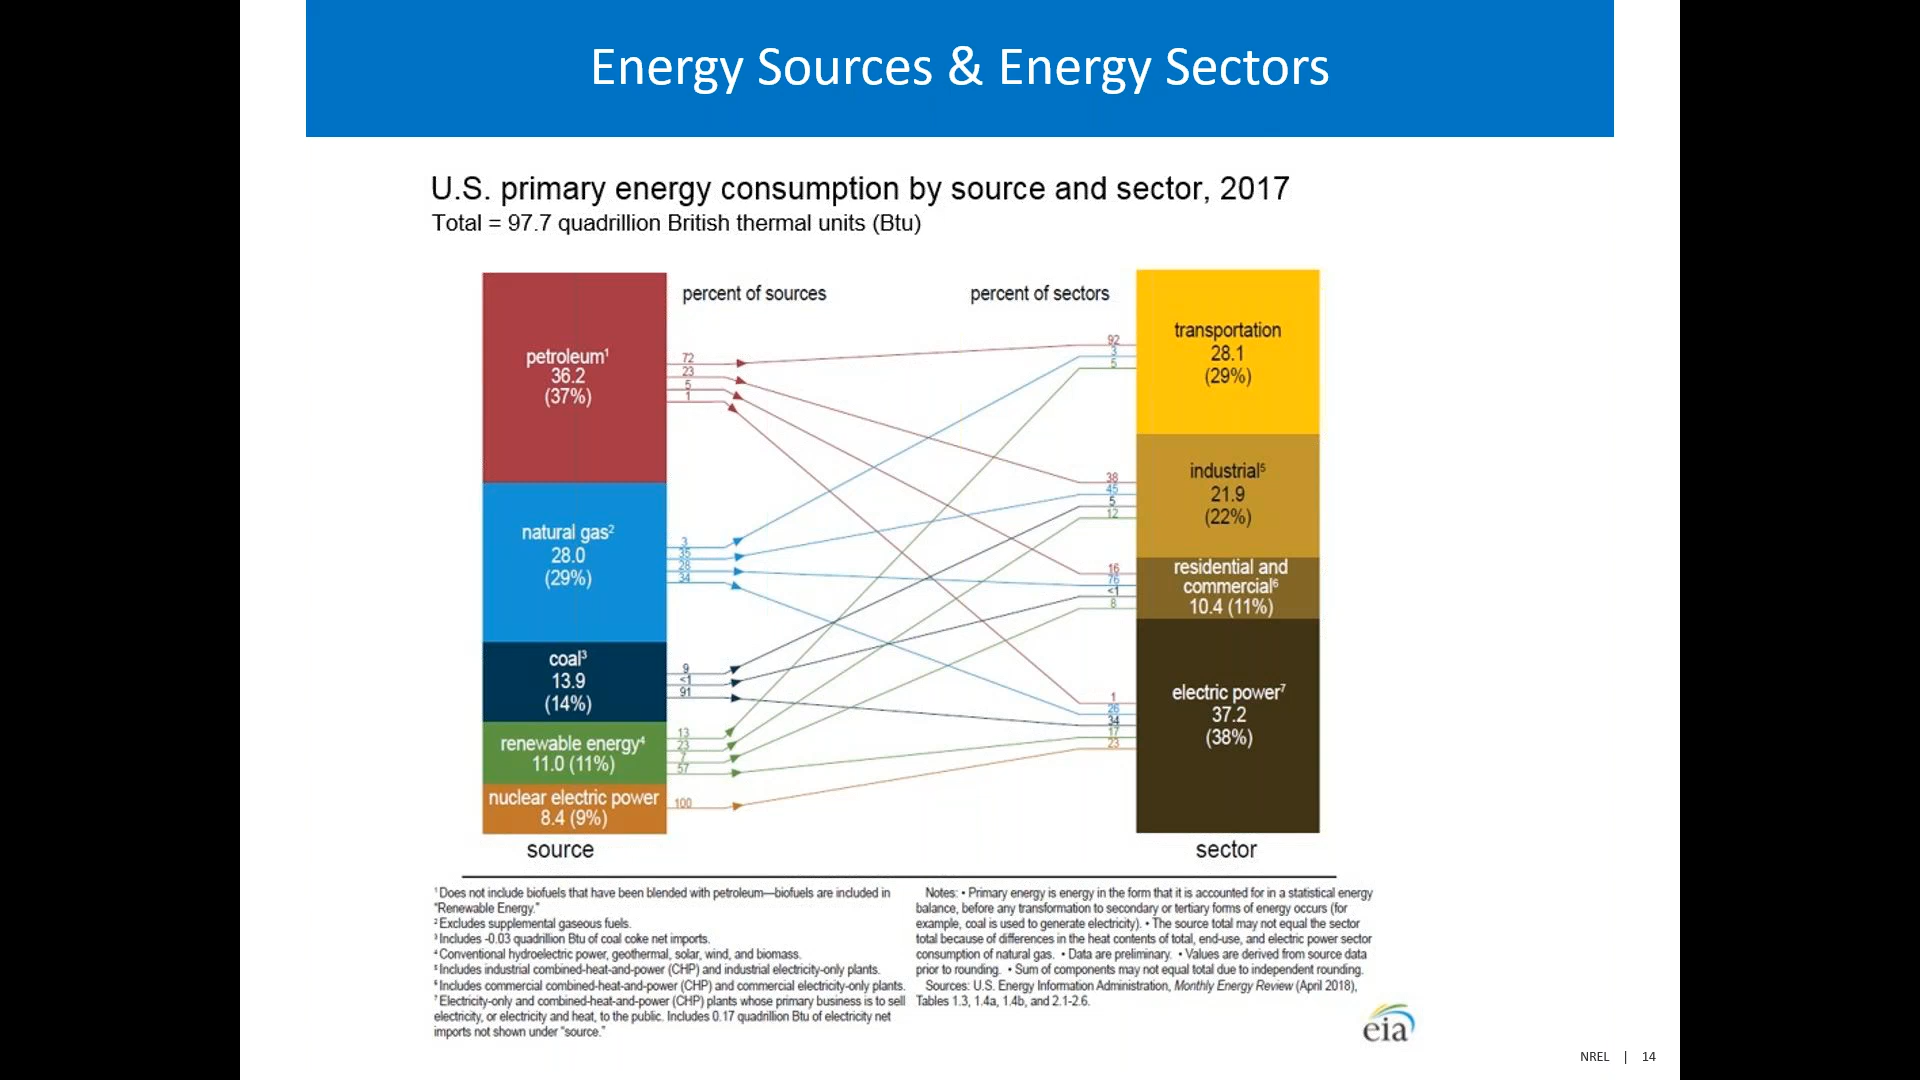 Energy Sources & Energy Sectors
U.S. primary energy consumption by source and sector, 2017
Total = 97.7 quadrillion British thermal units (Btu)
percent of sources
percent of sectors
petroleum¹
36.2
(37%)
72
23
5
1
natural gas²
28.0
(29%)
3
35
28
34
coal³
13.9
(14%)
9
<1
91
renewable energy⁴
11.0 (11%)
13
23
7
57
nuclear electric power
8.4 (9%)
100
source
92
3
5
transportation
28.1
(29%)
38
45
5
12
industrial⁵
21.9
(22%)
16
76
<1
8
residential and
commercial⁶
10.4 (11%)
1
26
34
17
23
electric power⁷
37.2
(38%)
sector
¹ Does not include biofuels that have been blended with petroleum—biofuels are included in
"Renewable Energy."
² Excludes supplemental gaseous fuels.
³ Includes -0.03 quadrillion Btu of coal coke net imports.
⁴ Conventional hydroelectric power, geothermal, solar, wind, and biomass.
⁵ Includes industrial combined-heat-and-power (CHP) and industrial electricity-only plants.
⁶ Includes commercial combined-heat-and-power (CHP) and commercial electricity-only plants.
⁷ Electricity-only and combined-heat-and-power (CHP) plants whose primary business is to sell
electricity, or electricity and heat, to the public. Includes 0.17 quadrillion Btu of electricity net
imports not shown under "source."
Notes: • Primary energy is energy in the form that it is accounted for in a statistical energy
balance, before any transformation to secondary or tertiary forms of energy occurs (for
example, coal is used to generate electricity). • The source total may not equal the sector
total because of differences in the heat contents of total, end-use, and electric power sector
consumption of natural gas. • Data are preliminary. • Values are derived from source data
prior to rounding. • Sum of components may not equal total due to independent rounding.
Sources: U.S. Energy Information Administration, Monthly Energy Review (April 2018),
Tables 1.3, 1.4a, 1.4b, and 2.1-2.6.
eia
NREL | 14